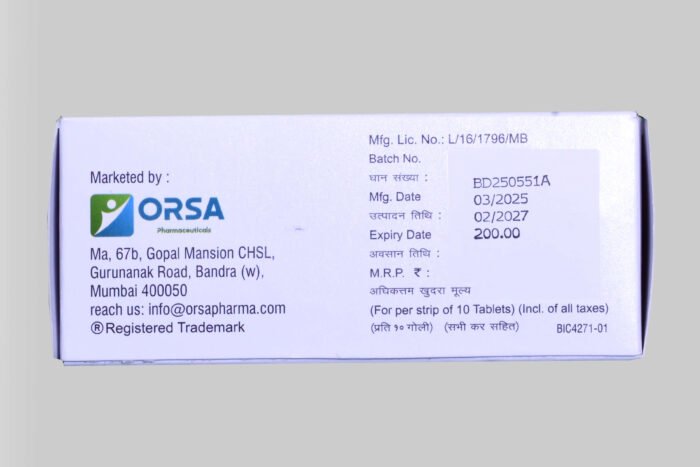 Marketed by :
ORSA
Pharmaceuticals
Ma, 67b, Gopal Mansion CHSL,
Gurunanak Road, Bandra (w),
Mumbai 400050
reach us: info@orsapharma.com
®Registered Trademark
Mfg. Lic. No.: L/16/1796/MB
Batch No.
घान संख्या :
BD250551A
Mfg. Date
03/2025
उत्पादन तिथि :
02/2027
Expiry Date
200.00
अवसान तिथि :
M.R.P. ₹ :
अधिकत्तम खुदरा मूल्य
(For per strip of 10 Tablets) (Incl. of all taxes)
(प्रति १० गोली) (सभी कर सहित)
BIC4271-01